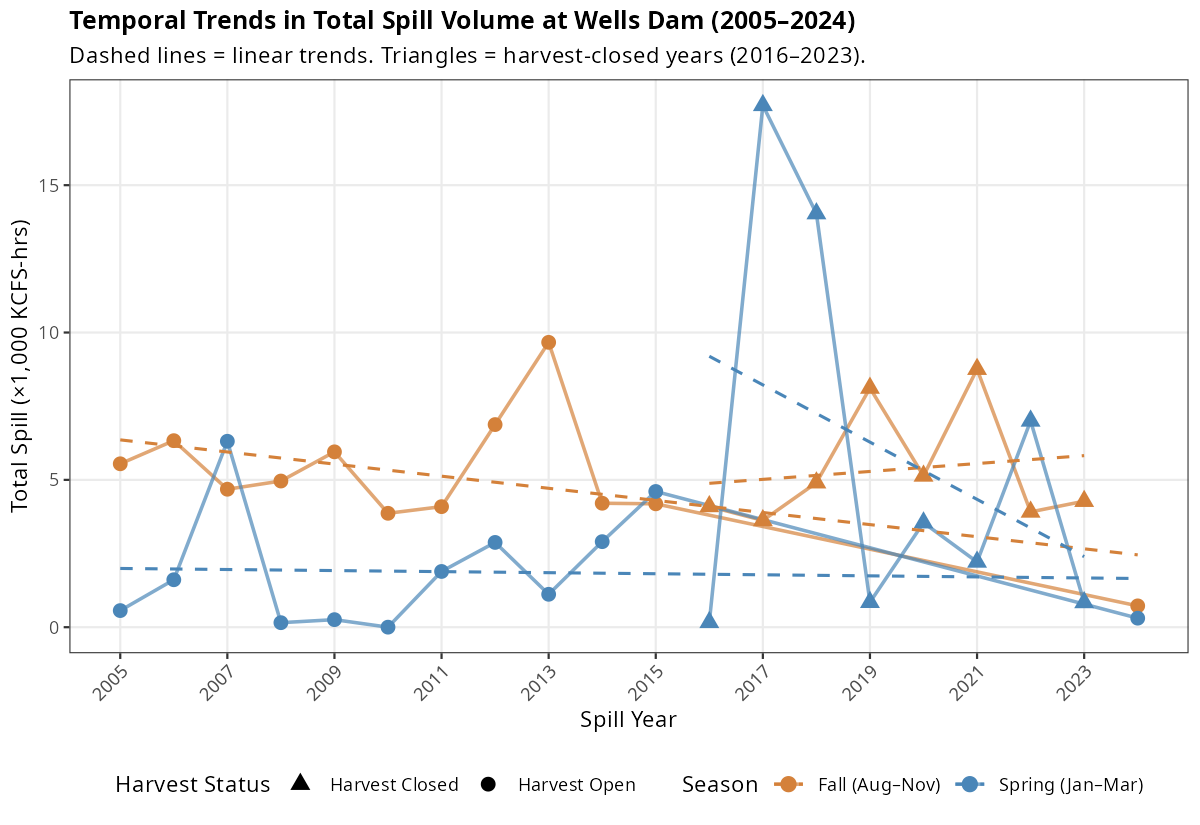 Temporal Trends in Total Spill Volume at Wells Dam (2005–2024)
Dashed lines = linear trends. Triangles = harvest-closed years (2016–2023).
Total Spill (×1,000 KCFS-hrs)
15
10
5
0
2005
2007
2009
2011
2013
2015
2017
2019
2021
2023
Spill Year
Harvest Status
Harvest Closed
Harvest Open
Season
Fall (Aug–Nov)
Spring (Jan–Mar)